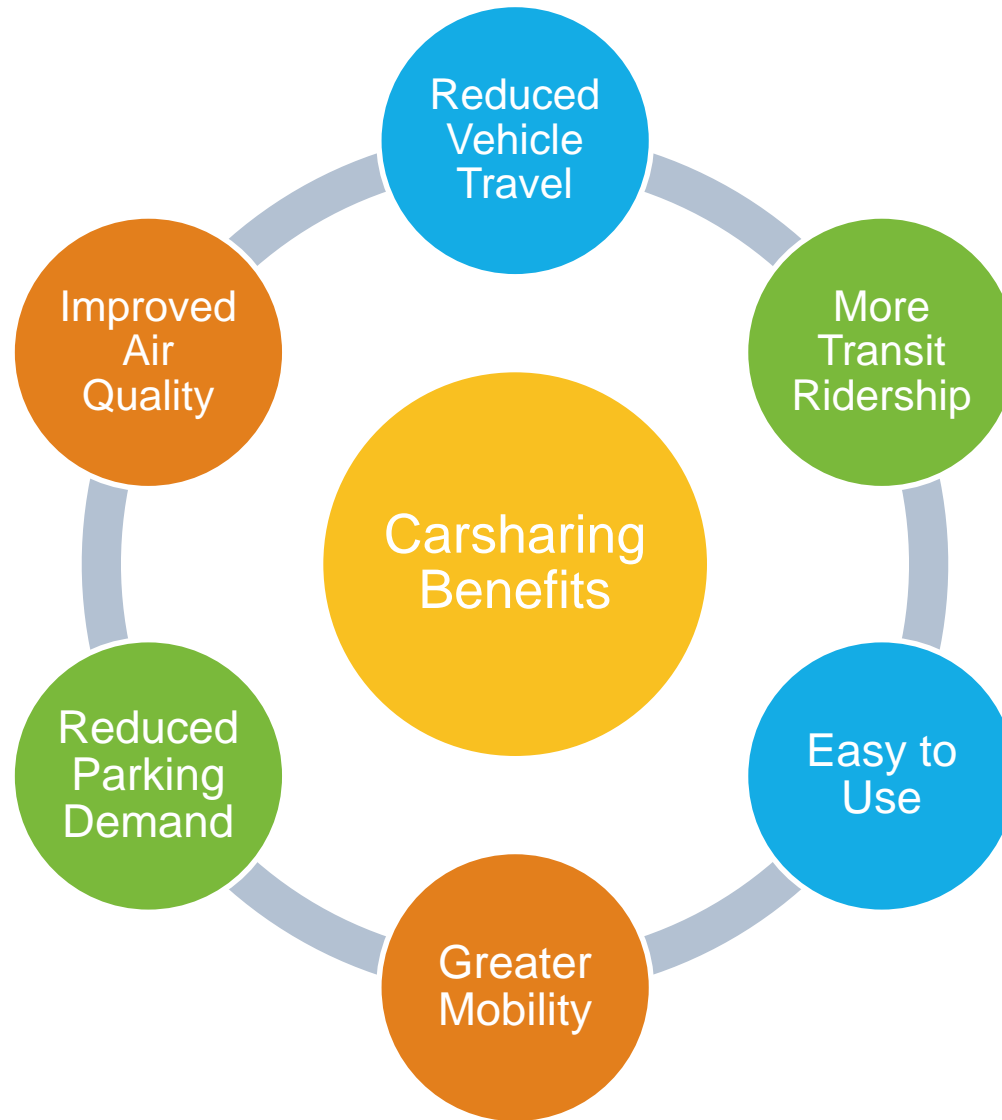 Reduced
Vehicle
Travel
More
Transit
Ridership
Easy to
Use
Greater
Mobility
Reduced
Parking
Demand
Improved
Air
Quality
Carsharing
Benefits